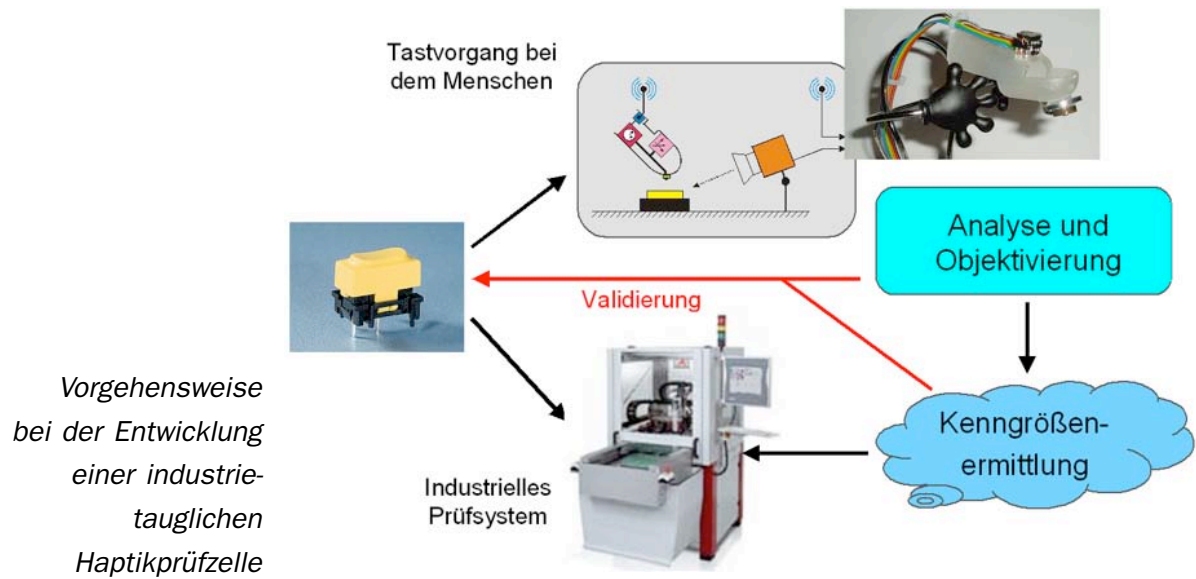 Tastvorgang bei
dem Menschen
Analyse und
Objektivierung
Validierung
Vorgehensweise
bei der Entwicklung
einer industrie-
tauglichen
Haptikprüfzelle
Kenngrößen-
ermittlung
Industrielles
Prüfsystem